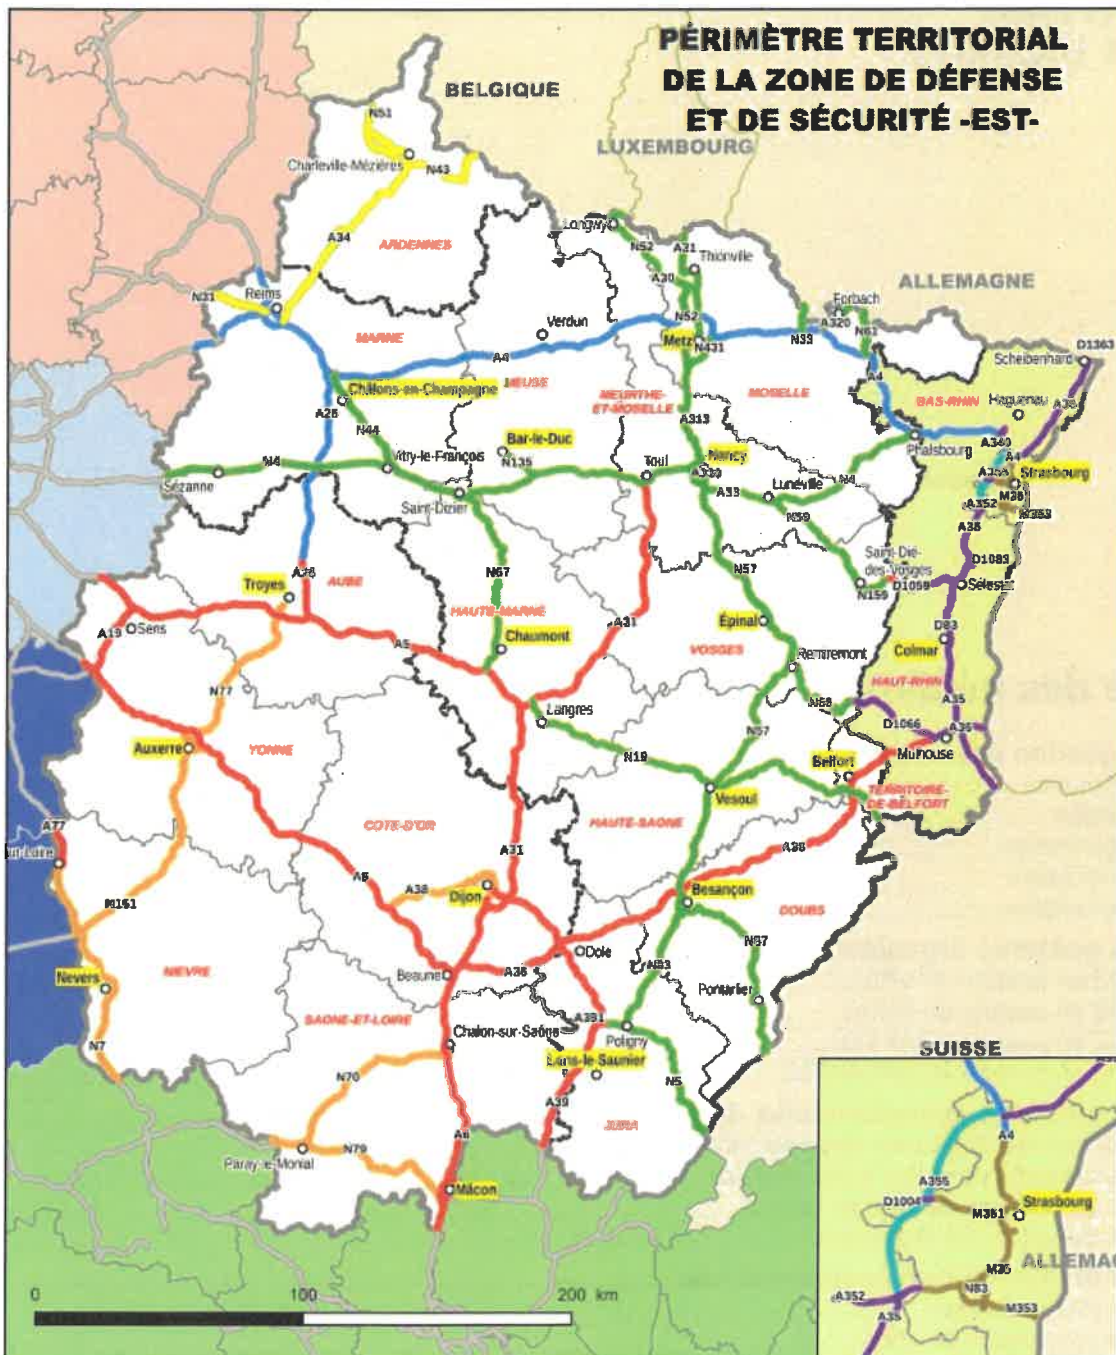 PÉRIMÈTRE TERRITORIAL
DE LA ZONE DE DÉFENSE
ET DE SÉCURITÉ -EST-
BELGIQUE
LUXEMBOURG
ALLEMAGNE
N51
Charleville-Mézières
N43
A34
ARDENNES
Longwy
N52
A31
A30
Thionville
N31
Reims
MARNE
Verdun
N52
Metz
N431
Forbach
A320
N61
N33
A4
A4
D1363
Scheibenhard
Châlons-en-Champagne
MEUSE
MEURTHE-
ET-MOSELLE
MOSELLE
BAS-RHIN
Haguenau
A35
A26
N44
Bar-le-Duc
N135
A313
Phalsbourg
A340
A4
Vitry-le-François
Toul
Nancy
A330
A33
Lunéville
N4
A355
Strasbourg
M35
A352
M353
N4
Sézanne
Saint-Dizier
N59
A35
Saint-Dié-
des-Vosges
D1083
N159
D1059
Sélestat
A26
AUBE
Troyes
N67
HAUTE-MARNE
N57
Chaumont
A31
Épinal
VOSGES
D83
Colmar
A19
Sens
A5
Remiremont
HAUT-RHIN
N77
Langres
N66
A35
D1066
A36
Auxerre
YONNE
N19
N57
Mulhouse
Belfort
Vesoul
TERRITOIRE-
DE-BELFORT
A77
COTE-D'OR
A31
HAUTE-SAONE
A36
A6
A38
Dijon
Besançon
DOUBS
N151
N57
Nevers
NIEVRE
Beaune
A36
Dole
N83
Pontarlier
SAONE-ET-LOIRE
Chalon-sur-Saône
A391
Poligny
N7
N70
Lons-le Saunier
N5
SUISSE
A39
JURA
A6
N79
Paray-le-Monial
Mâcon
0
200 km
A4
A355
D1004
M351
Strasbourg
M35
N83
M353
A352
A35